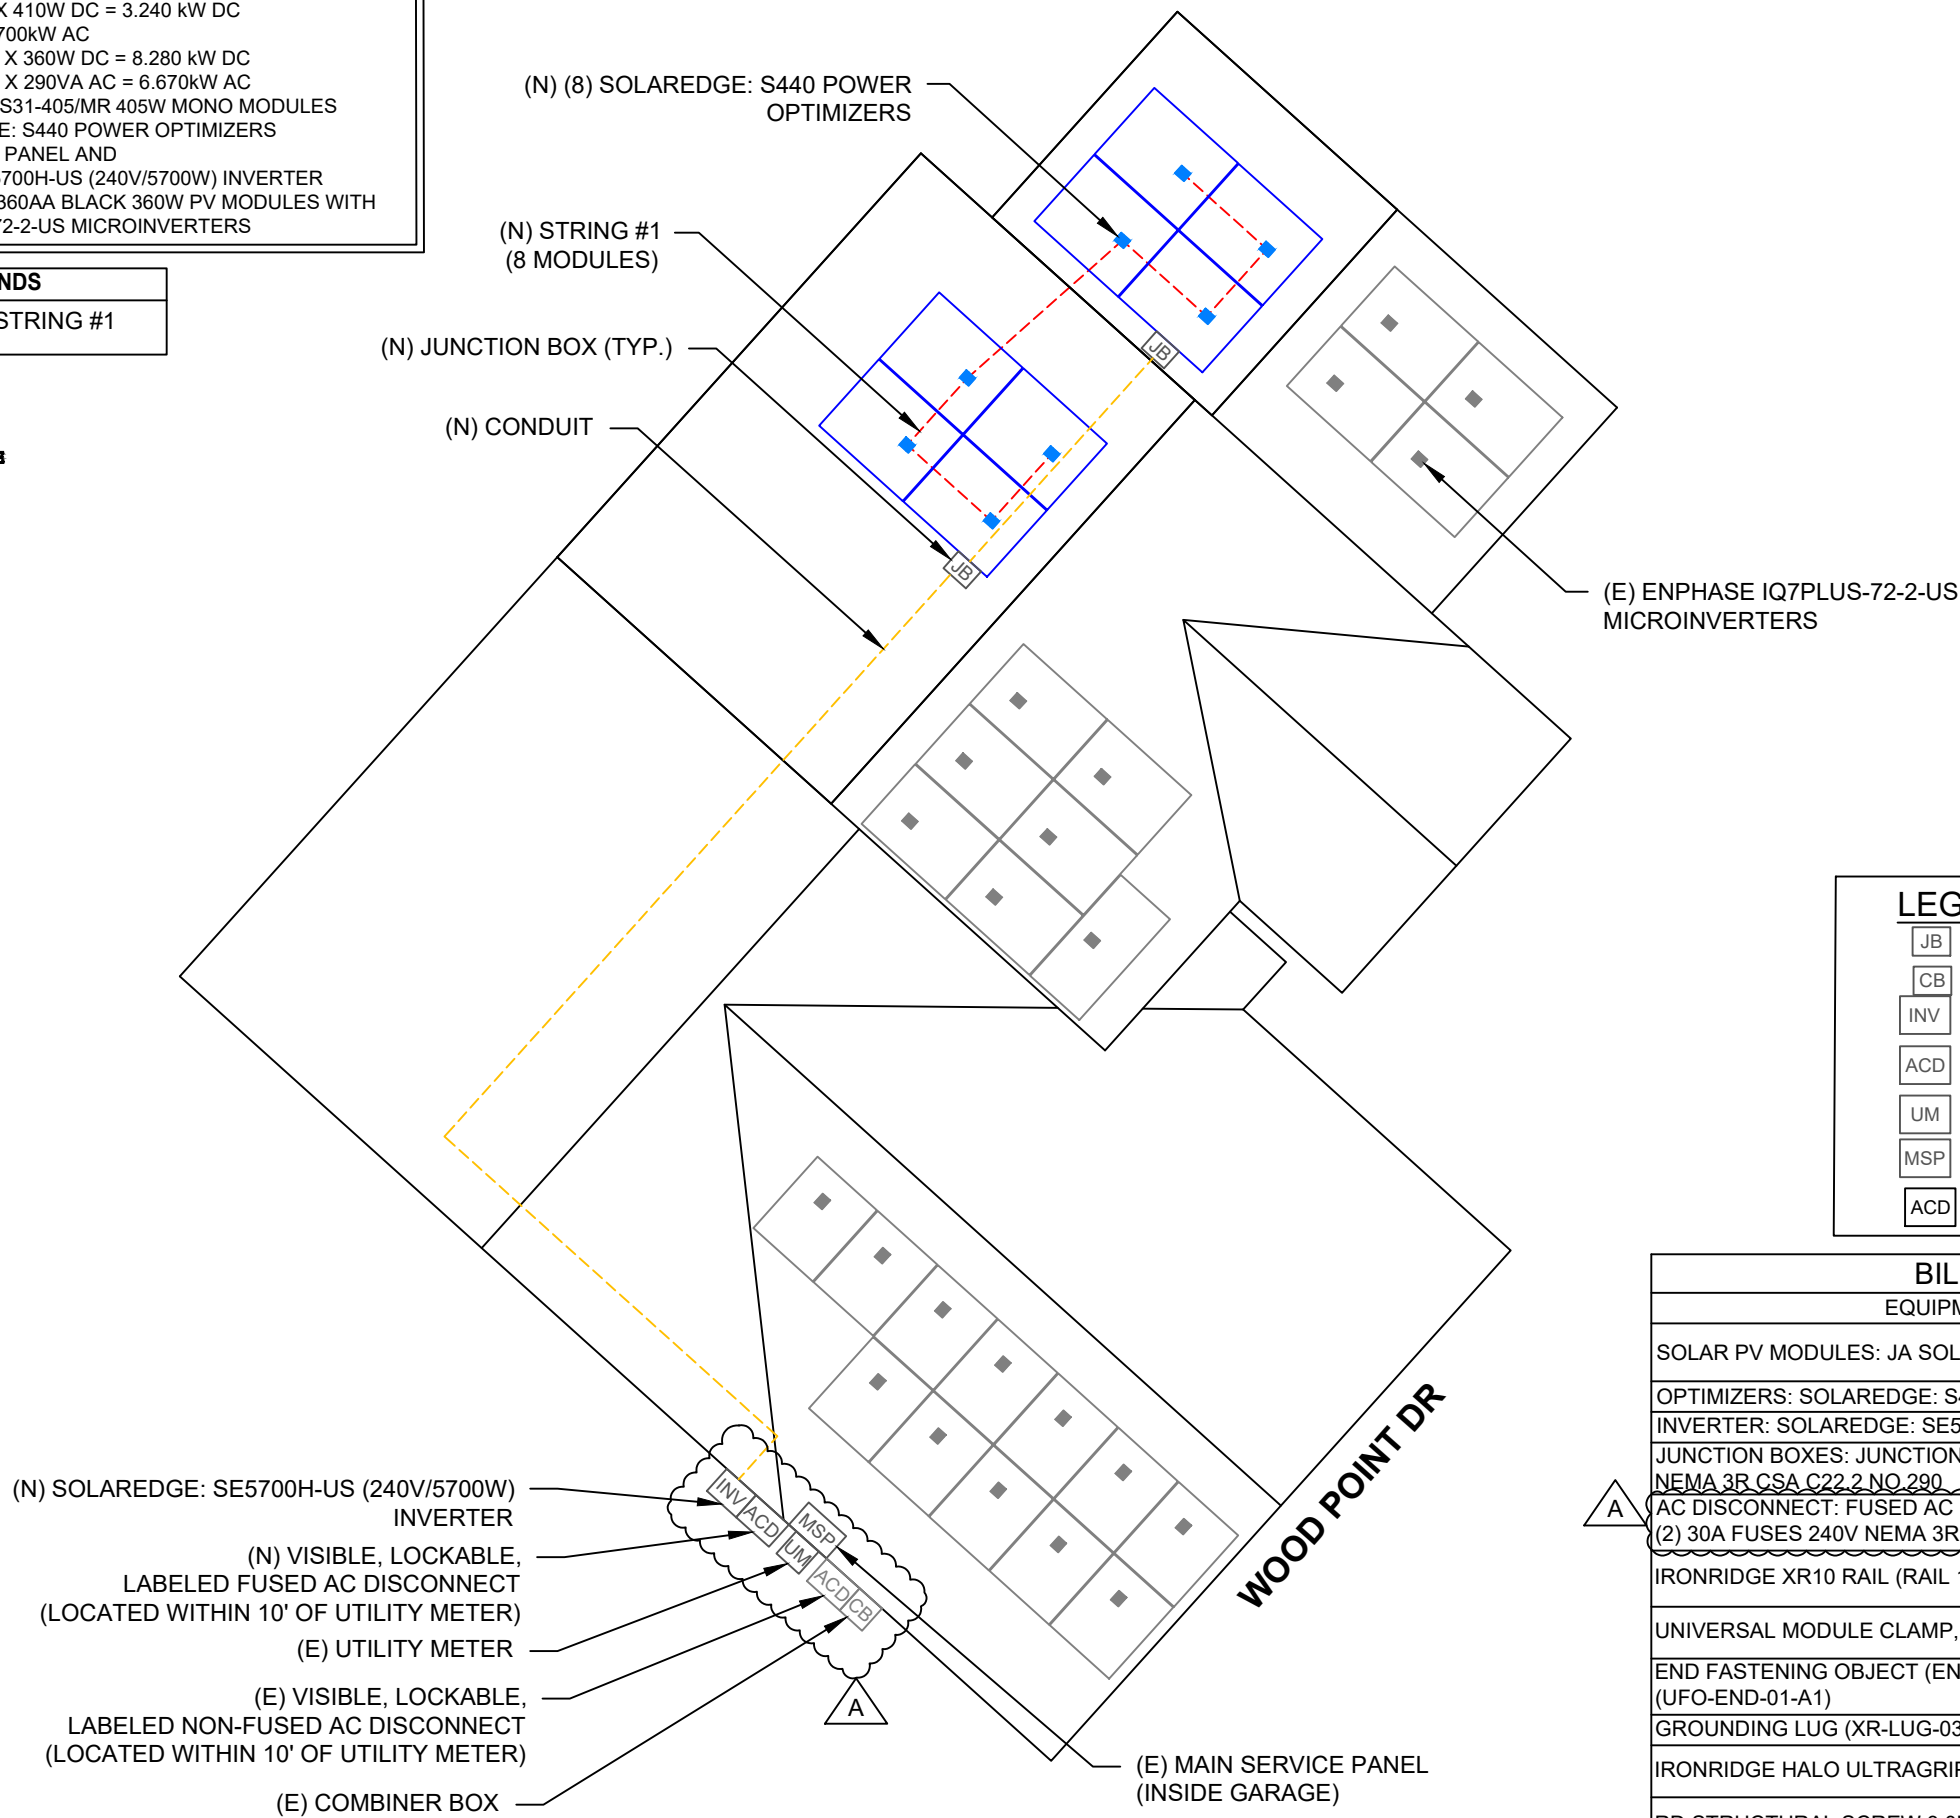 X 410W DC = 3.240 kW DC
700kW AC
X 360W DC = 8.280 kW DC
X 290VA AC = 6.670kW AC
S31-405/MR 405W MONO MODULES
E: S440 POWER OPTIMIZERS
PANEL AND
5700H-US (240V/5700W) INVERTER
360AA BLACK 360W PV MODULES WITH
72-2-US MICROINVERTERS
NDS
STRING #1
(N) (8) SOLAREDGE: S440 POWER
OPTIMIZERS
(N) STRING #1
(8 MODULES)
(N) JUNCTION BOX (TYP.)
(N) CONDUIT
JB
JB
(E) ENPHASE IQ7PLUS-72-2-US
MICROINVERTERS
LEG
JB
CB
INV
ACD
UM
MSP
ACD
WOOD POINT DR
INV
ACD
MSP
UM
ACD
CB
A
(N) SOLAREDGE: SE5700H-US (240V/5700W)
INVERTER
(N) VISIBLE, LOCKABLE,
LABELED FUSED AC DISCONNECT
(LOCATED WITHIN 10' OF UTILITY METER)
(E) UTILITY METER
(E) VISIBLE, LOCKABLE,
LABELED NON-FUSED AC DISCONNECT
(LOCATED WITHIN 10' OF UTILITY METER)
(E) COMBINER BOX
(E) MAIN SERVICE PANEL
(INSIDE GARAGE)
BIL
EQUIPM
SOLAR PV MODULES: JA SOL
OPTIMIZERS: SOLAREDGE: S4
INVERTER: SOLAREDGE: SE5
JUNCTION BOXES: JUNCTION
NEMA 3R CSA C22.2 NO.290
A
AC DISCONNECT: FUSED AC
(2) 30A FUSES 240V NEMA 3R
IRONRIDGE XR10 RAIL (RAIL 1
UNIVERSAL MODULE CLAMP,
END FASTENING OBJECT (EN
(UFO-END-01-A1)
GROUNDING LUG (XR-LUG-03
IRONRIDGE HALO ULTRAGRIP